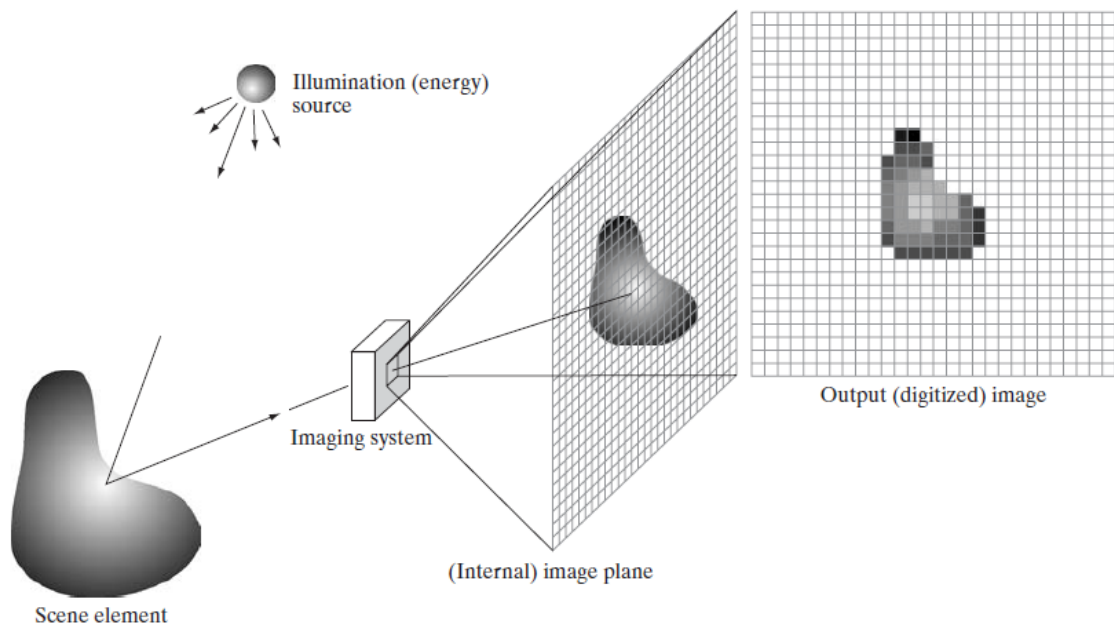 Illumination (energy)
source
Imaging system
Output (digitized) image
(Internal) image plane
Scene element